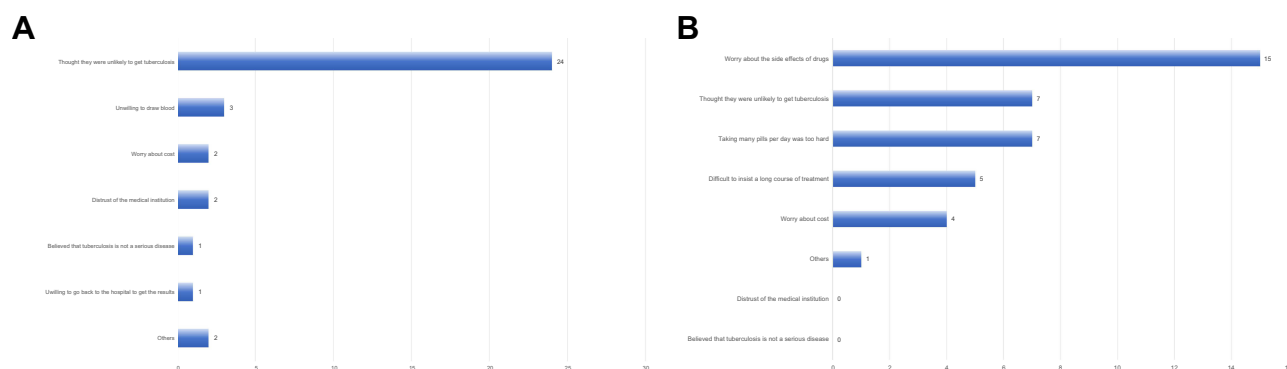 A
Thought they were unlikely to get tuberculosis 24
Unwilling to draw blood 3
Worry about cost 2
Distrust of the medical institution 2
Believed that tuberculosis is not a serious disease 1
Uwilling to go back to the hospital to get the results 1
Others 2
0 5 10 15 20 25 30
B
Worry about the side effects of drugs 15
Thought they were unlikely to get tuberculosis 7
Taking many pills per day was too hard 7
Difficult to insist a long course of treatment 5
Worry about cost 4
Others 1
Distrust of the medical institution 0
Believed that tuberculosis is not a serious disease 0
0 2 4 6 8 10 12 14